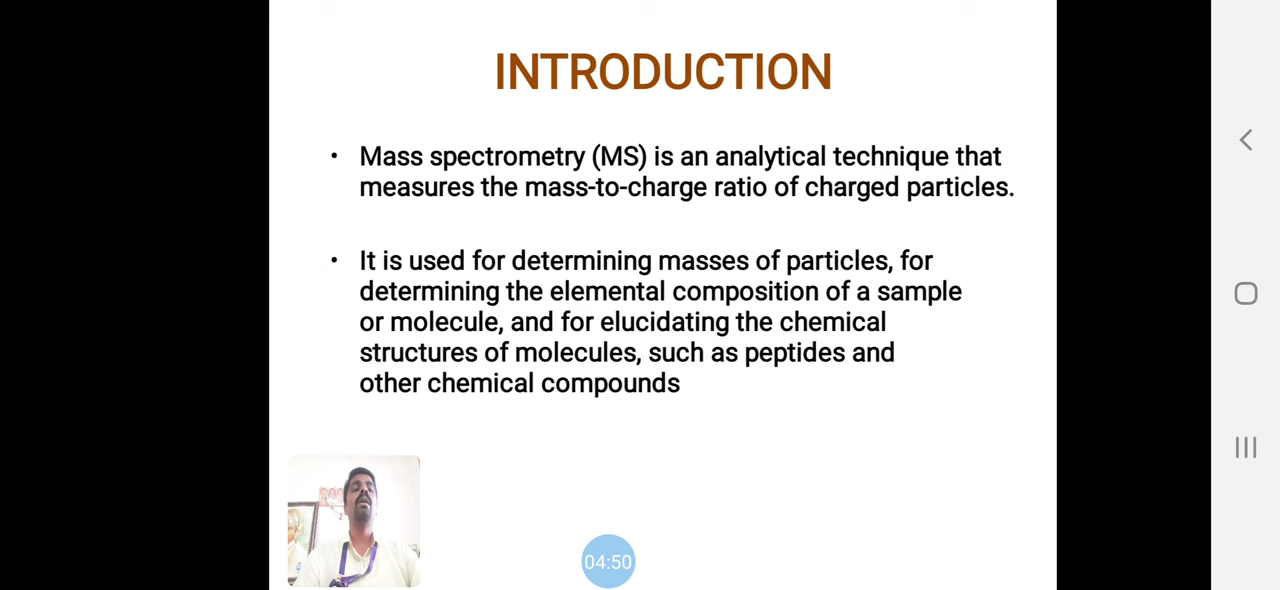 INTRODUCTION
• Mass spectrometry (MS) is an analytical technique that
measures the mass-to-charge ratio of charged particles.
• It is used for determining masses of particles, for
determining the elemental composition of a sample
or molecule, and for elucidating the chemical
structures of molecules, such as peptides and
other chemical compounds
04:50